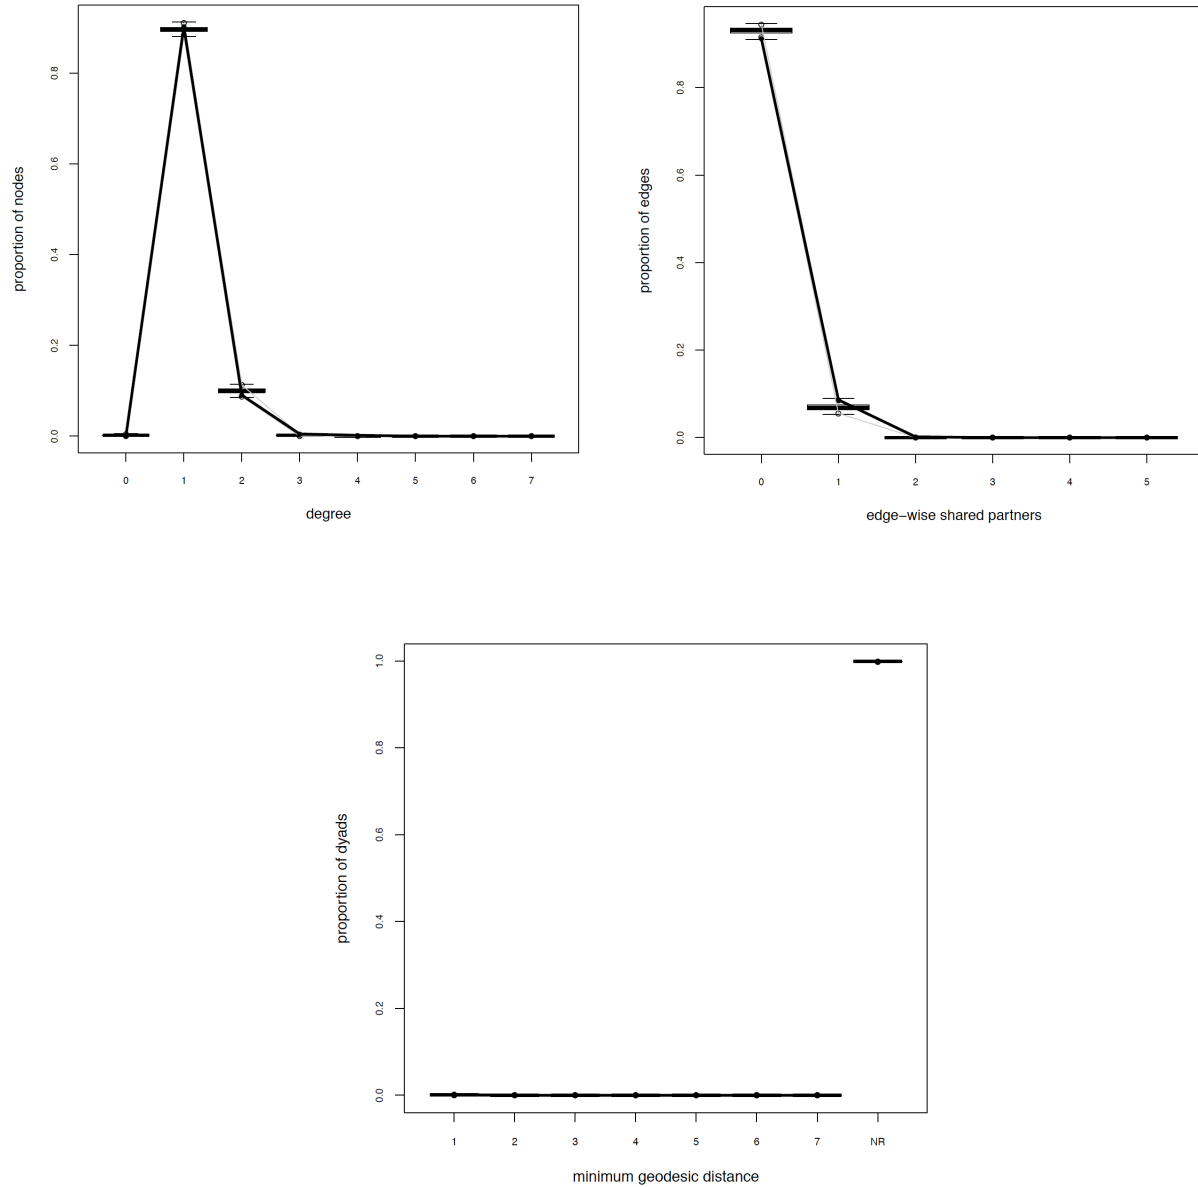 proportion of nodes
0.8
0.6
0.4
0.2
0.0
0 1 2 3 4 5 6 7
degree
proportion of edges
0.8
0.6
0.4
0.2
0.0
0 1 2 3 4 5
edge−wise shared partners
proportion of dyads
1.0
0.8
0.6
0.4
0.2
0.0
1 2 3 4 5 6 7 NR
minimum geodesic distance